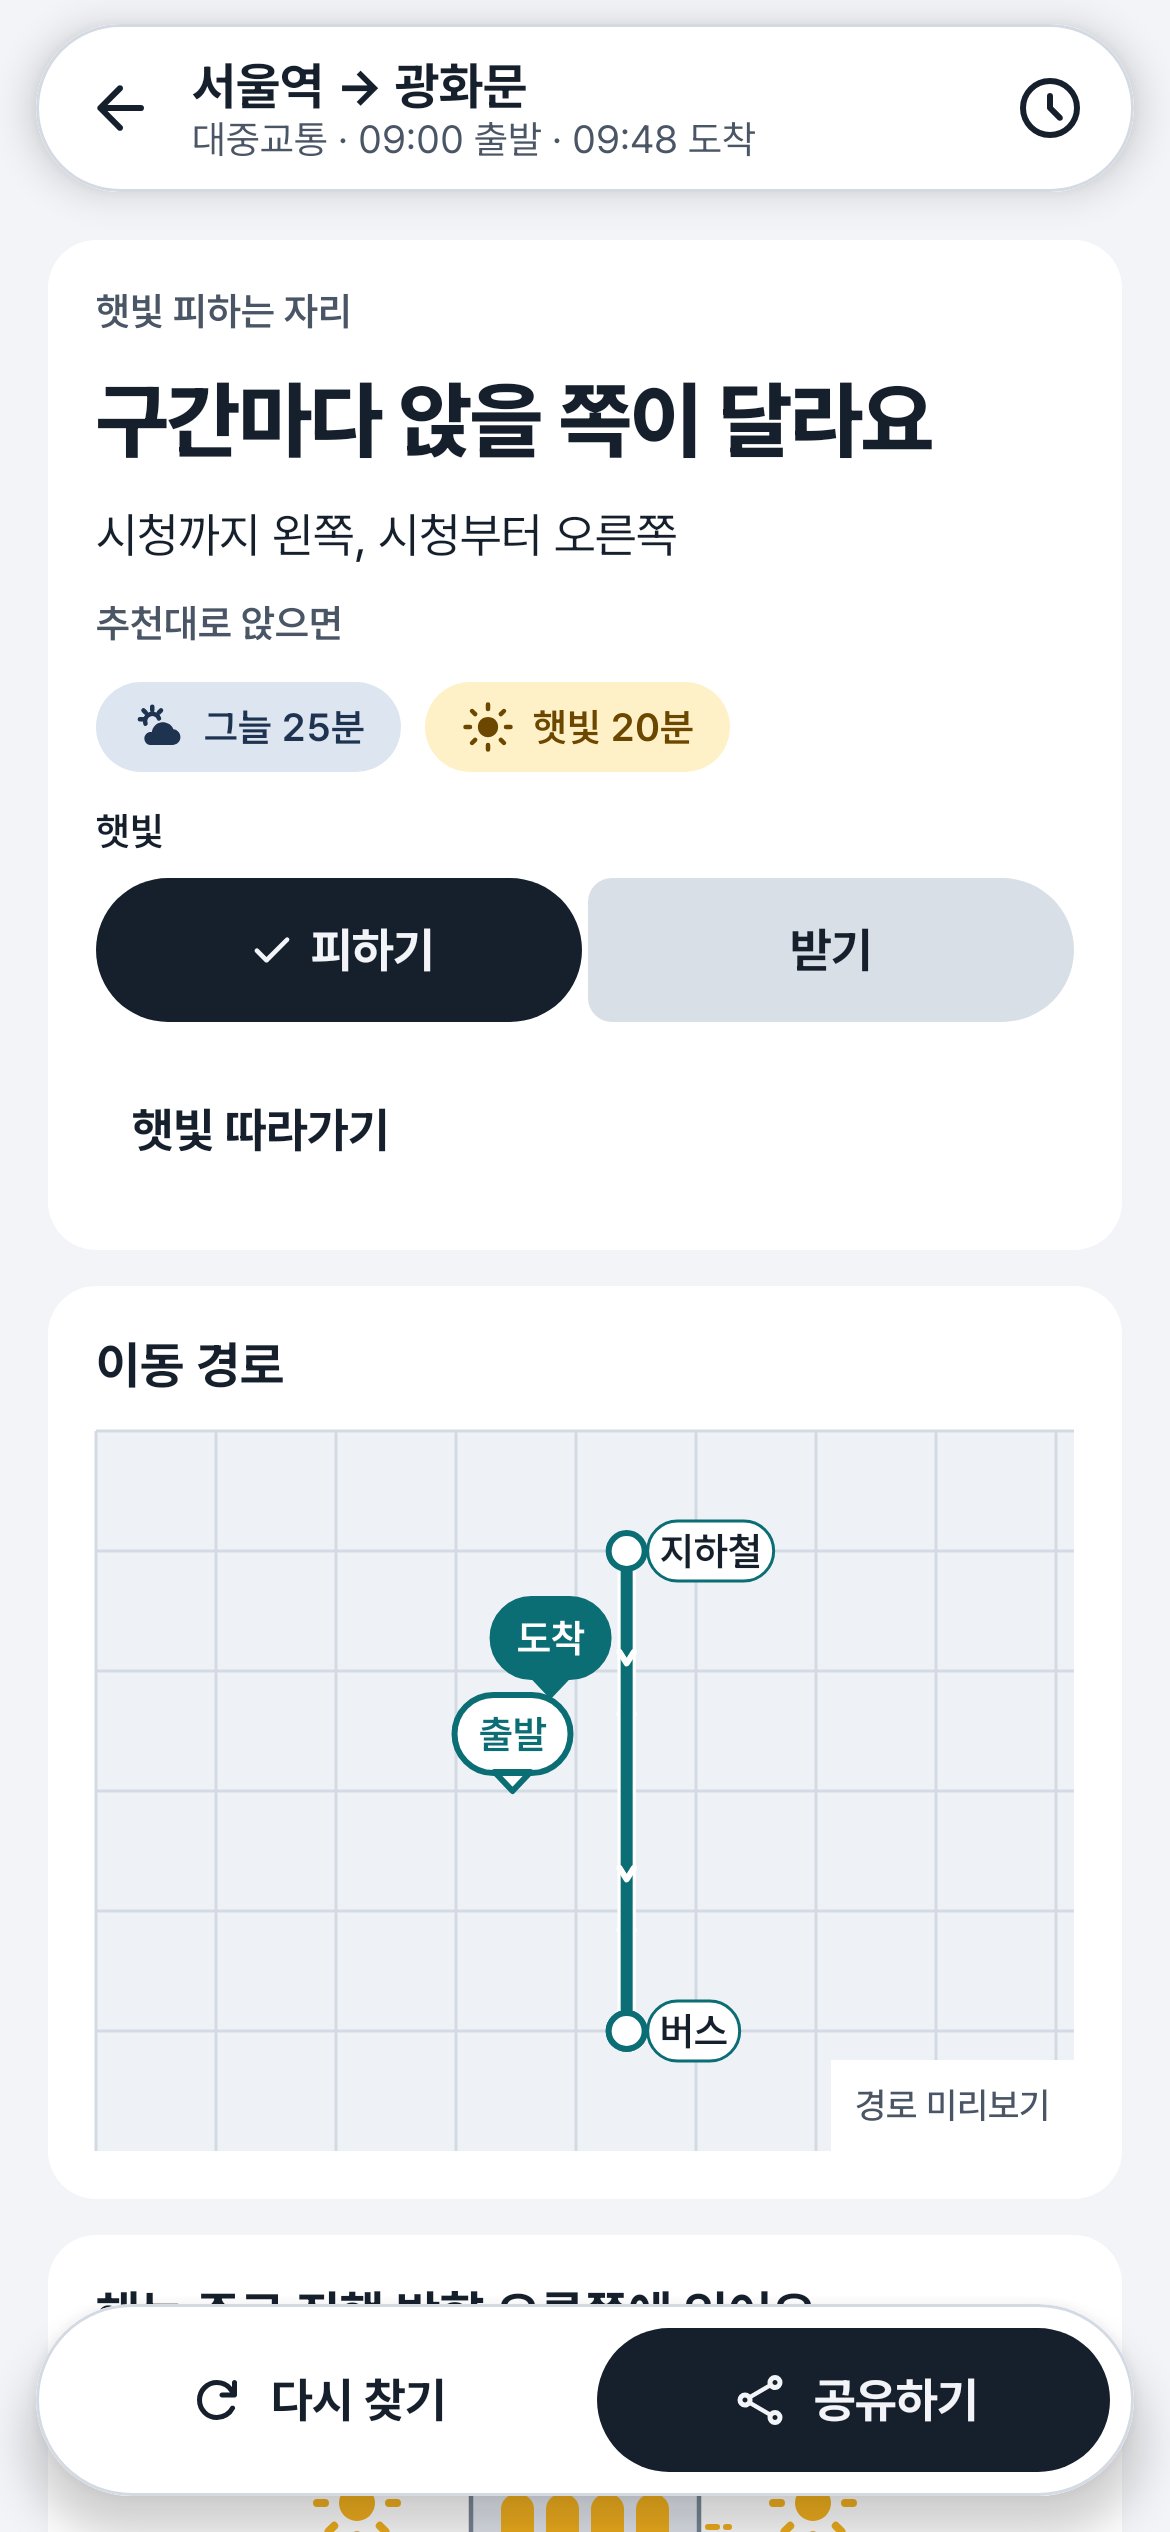 서울역 → 광화문
대중교통 · 09:00 출발 · 09:48 도착
햇빛 피하는 자리
구간마다 앉을 쪽이 달라요
시청까지 왼쪽, 시청부터 오른쪽
추천대로 앉으면
그늘 25분
햇빛 20분
햇빛
피하기
받기
햇빛 따라가기
이동 경로
지하철
도착
출발
버스
경로 미리보기
다시 찾기
공유하기